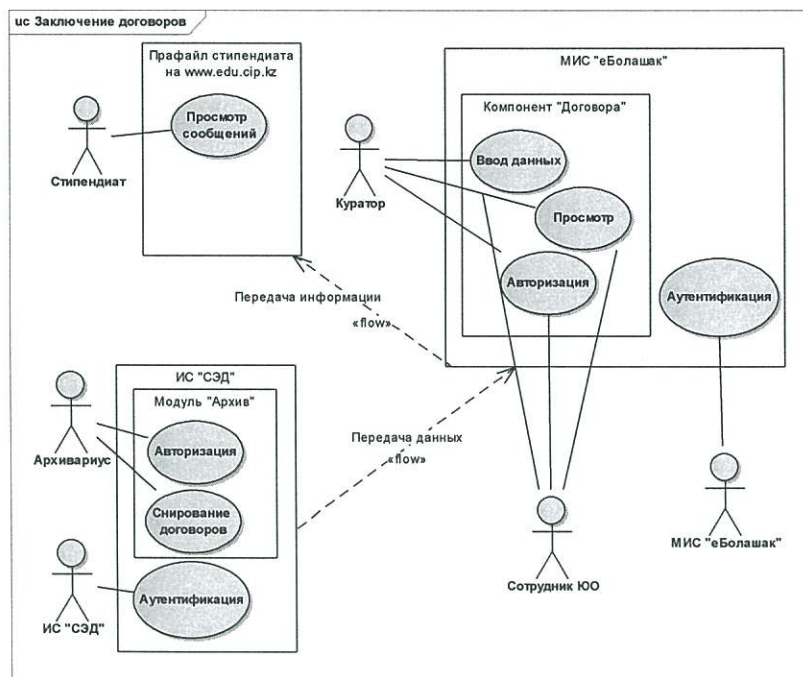 uc Заключение договоров
Прафайл стипендиата
на www.edu.cip.kz
Просмотр
сообщений
Стипендиат
МИС "еБолашак"
Компонент "Договора"
Ввод данных
Просмотр
Авторизация
Куратор
Аутентификация
Передача информации
«flow»
ИС "СЭД"
Модуль "Архив"
Авторизация
Снирование
договоров
Архивариус
Аутентификация
ИС "СЭД"
Передача данных
«flow»
Сотрудник ЮО
МИС "еБолашак"